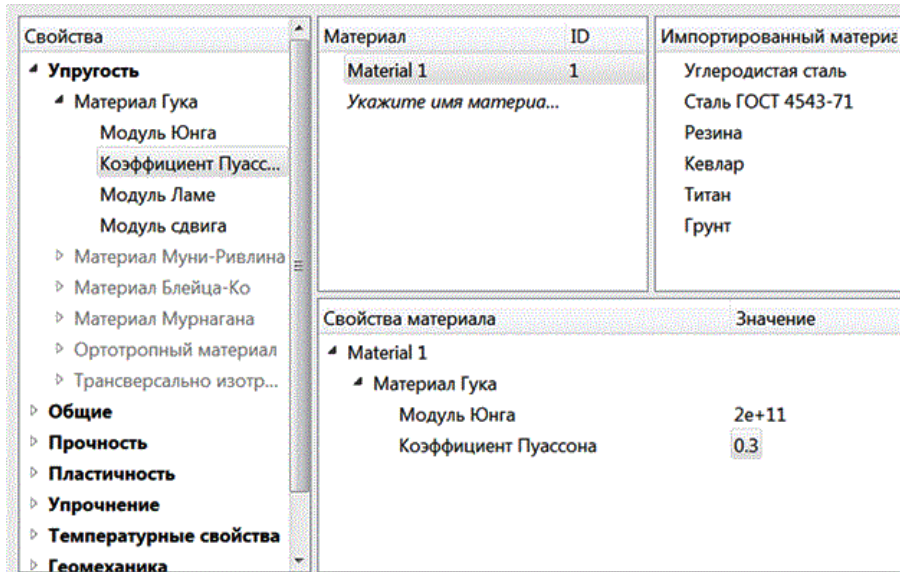 Свойства
Упругость
Материал Гука
Модуль Юнга
Коэффициент Пуасс...
Модуль Ламе
Модуль сдвига
Материал Муни-Ривлина
Материал Блейца-Ко
Материал Мурнагана
Ортотропный материал
Трансверсально изотр...
Общие
Прочность
Пластичность
Упрочнение
Температурные свойства
Геомеханика
Материал ID
Material 1 1
Укажите имя материа...
Импортированный материа
Углеродистая сталь
Сталь ГОСТ 4543-71
Резина
Кевлар
Титан
Грунт
Свойства материала Значение
Material 1
Материал Гука
Модуль Юнга 2e+11
Коэффициент Пуассона 0.3